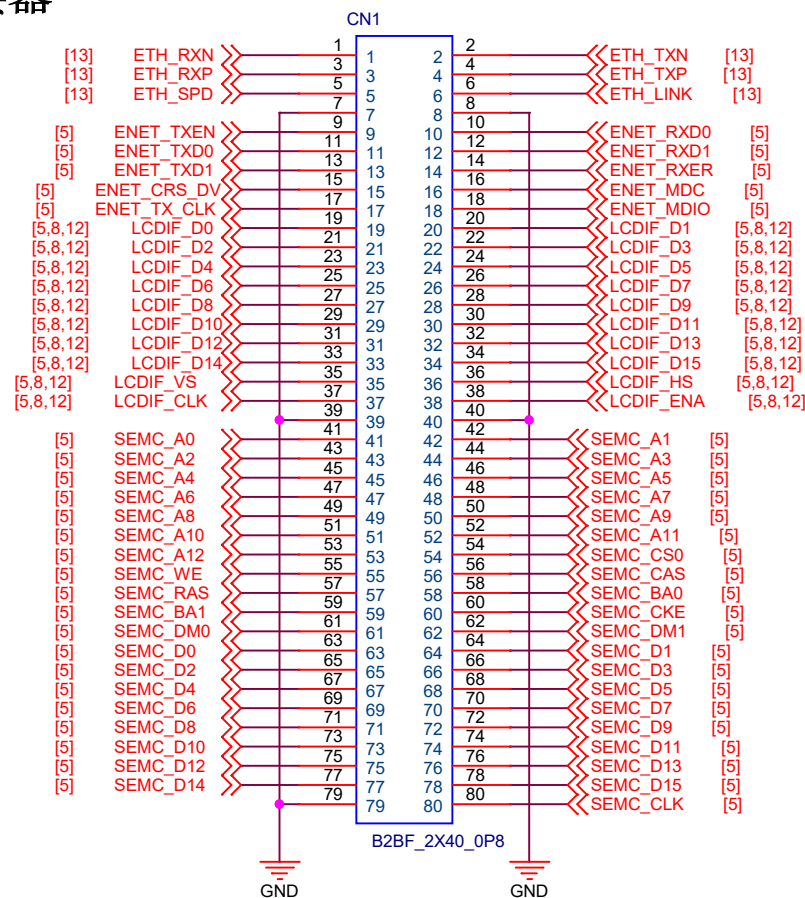 器
CN1
[13] ETH_RXN 1 1 2 2 ETH_TXN [13]
[13] ETH_RXP 3 3 4 4 ETH_TXP [13]
[13] ETH_SPD 5 5 6 6 ETH_LINK [13]
7 7 8 8
[5] ENET_TXEN 9 9 10 10 ENET_RXD0 [5]
[5] ENET_TXD0 11 11 12 12 ENET_RXD1 [5]
[5] ENET_TXD1 13 13 14 14 ENET_RXER [5]
[5] ENET_CRS_DV 15 15 16 16 ENET_MDC [5]
[5] ENET_TX_CLK 17 17 18 18 ENET_MDIO [5]
[5,8,12] LCDIF_D0 19 19 20 20 LCDIF_D1 [5,8,12]
[5,8,12] LCDIF_D2 21 21 22 22 LCDIF_D3 [5,8,12]
[5,8,12] LCDIF_D4 23 23 24 24 LCDIF_D5 [5,8,12]
[5,8,12] LCDIF_D6 25 25 26 26 LCDIF_D7 [5,8,12]
[5,8,12] LCDIF_D8 27 27 28 28 LCDIF_D9 [5,8,12]
[5,8,12] LCDIF_D10 29 29 30 30 LCDIF_D11 [5,8,12]
[5,8,12] LCDIF_D12 31 31 32 32 LCDIF_D13 [5,8,12]
[5,8,12] LCDIF_D14 33 33 34 34 LCDIF_D15 [5,8,12]
[5,8,12] LCDIF_VS 35 35 36 36 LCDIF_HS [5,8,12]
[5,8,12] LCDIF_CLK 37 37 38 38 LCDIF_ENA [5,8,12]
39 39 40 40
[5] SEMC_A0 41 41 42 42 SEMC_A1 [5]
[5] SEMC_A2 43 43 44 44 SEMC_A3 [5]
[5] SEMC_A4 45 45 46 46 SEMC_A5 [5]
[5] SEMC_A6 47 47 48 48 SEMC_A7 [5]
[5] SEMC_A8 49 49 50 50 SEMC_A9 [5]
[5] SEMC_A10 51 51 52 52 SEMC_A11 [5]
[5] SEMC_A12 53 53 54 54 SEMC_CS0 [5]
[5] SEMC_WE 55 55 56 56 SEMC_CAS [5]
[5] SEMC_RAS 57 57 58 58 SEMC_BA0 [5]
[5] SEMC_BA1 59 59 60 60 SEMC_CKE [5]
[5] SEMC_DM0 61 61 62 62 SEMC_DM1 [5]
[5] SEMC_D0 63 63 64 64 SEMC_D1 [5]
[5] SEMC_D2 65 65 66 66 SEMC_D3 [5]
[5] SEMC_D4 67 67 68 68 SEMC_D5 [5]
[5] SEMC_D6 69 69 70 70 SEMC_D7 [5]
[5] SEMC_D8 71 71 72 72 SEMC_D9 [5]
[5] SEMC_D10 73 73 74 74 SEMC_D11 [5]
[5] SEMC_D12 75 75 76 76 SEMC_D13 [5]
[5] SEMC_D14 77 77 78 78 SEMC_D15 [5]
79 79 80 80 SEMC_CLK [5]
B2BF_2X40_0P8
GND GND